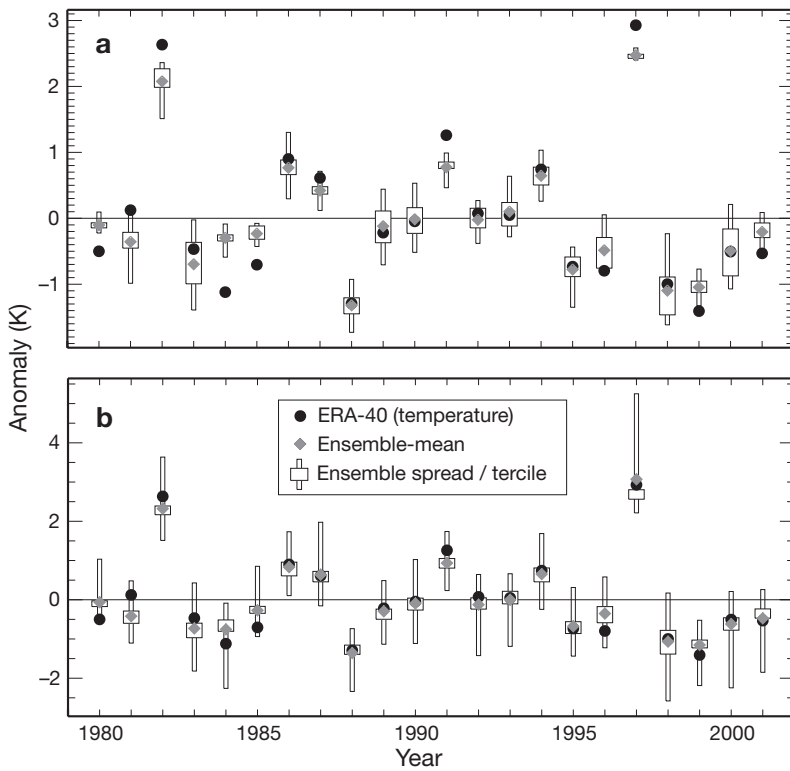 a
3
2
1
0
−1
Anomaly (K)
b
ERA-40 (temperature)
Ensemble-mean
Ensemble spread / tercile
4
2
0
−2
1980
1985
1990
1995
2000
Year